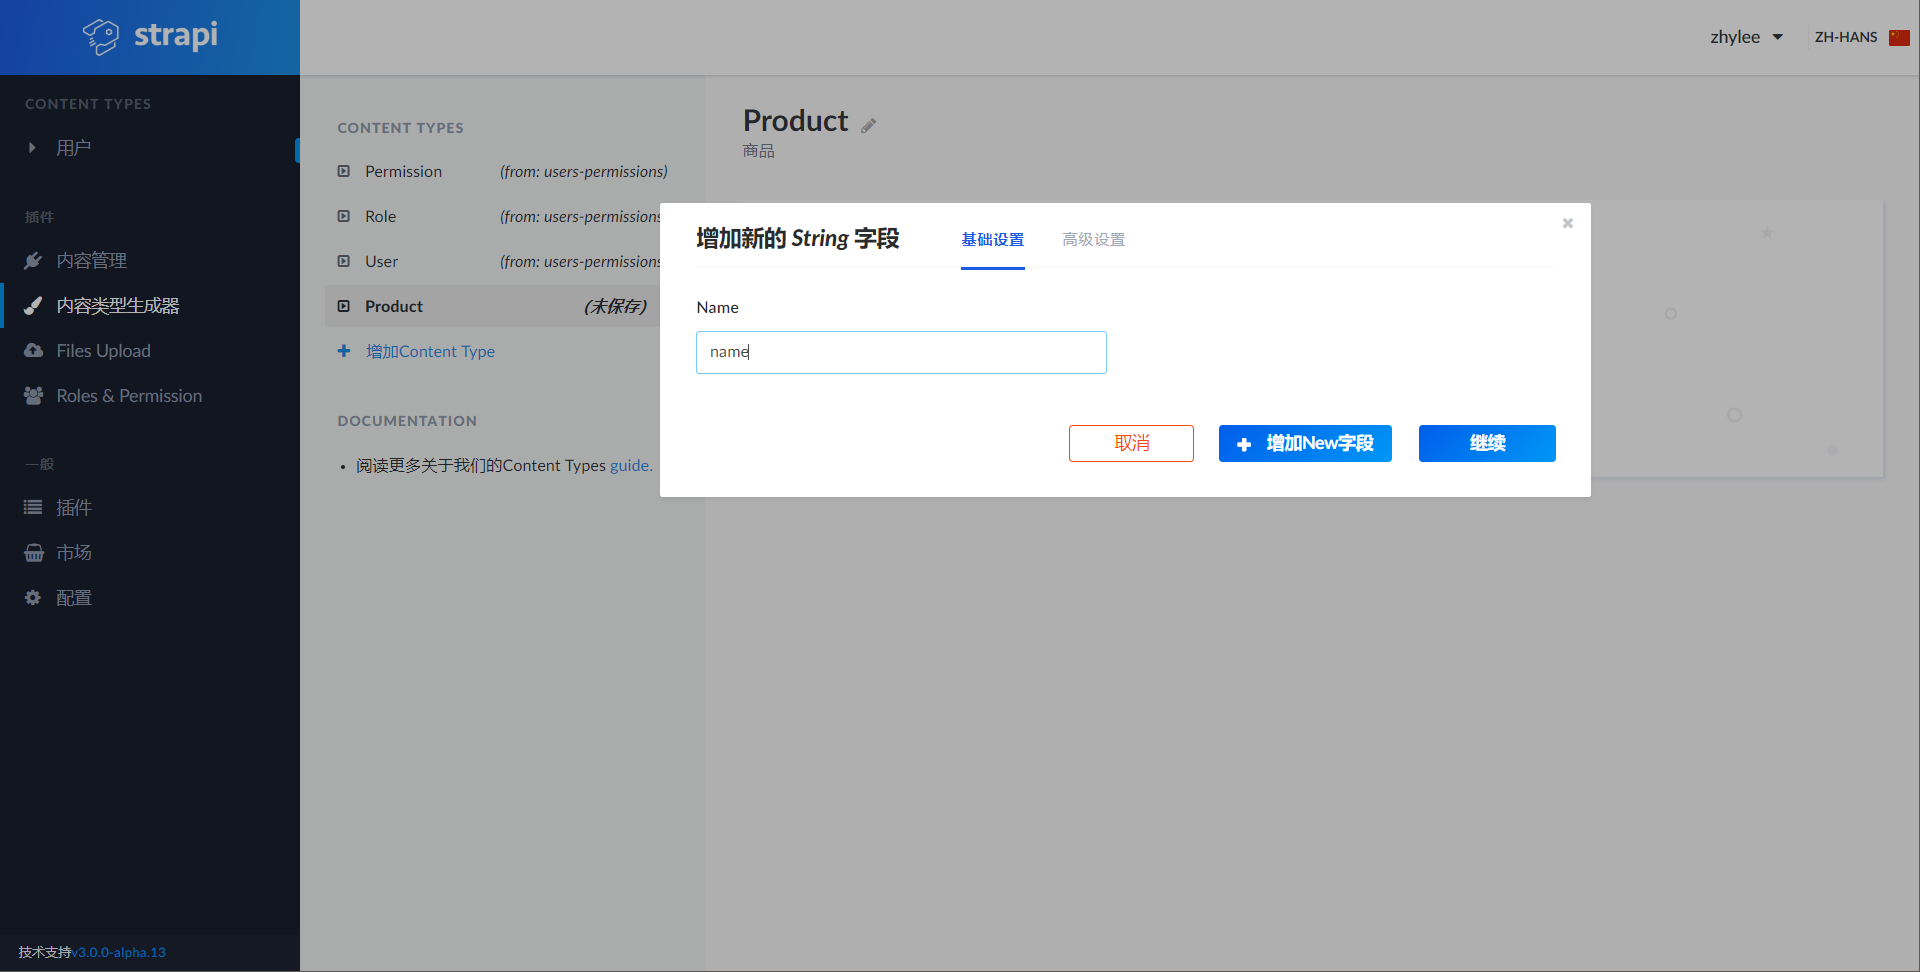 strapi
zhylee
ZH-HANS
CONTENT TYPES
用户
插件
内容管理
内容类型生成器
Files Upload
Roles & Permission
一般
插件
市场
配置
技术支持v3.0.0-alpha.13
CONTENT TYPES
Permission (from: users-permissions)
Role (from: users-permissions
User (from: users-permissions
Product (未保存)
增加Content Type
DOCUMENTATION
阅读更多关于我们的Content Types guide.
Product
商品
增加新的 String 字段
基础设置
高级设置
Name
name
取消
增加New字段
继续